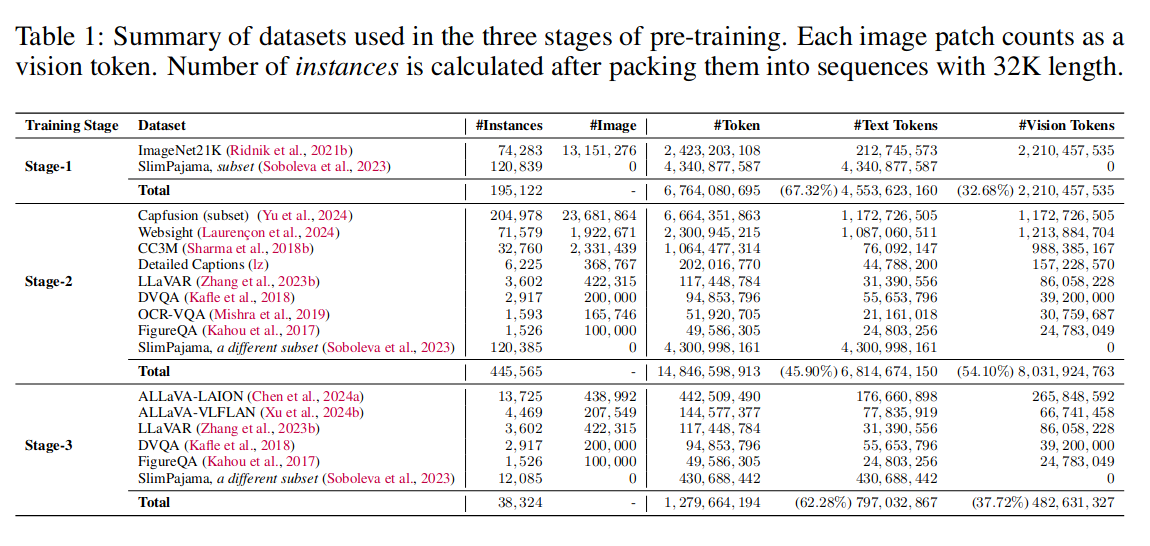 Table 1: Summary of datasets used in the three stages of pre-training. Each image patch counts as a
vision token. Number of instances is calculated after packing them into sequences with 32K length.
Training Stage Dataset #Instances #Image #Token #Text Tokens #Vision Tokens
ImageNet21K (Ridnik et al., 2021b) 74,283 13,151,276 2,423,203,108 212,745,573 2,210,457,535
Stage-1 SlimPajama, subset (Soboleva et al., 2023) 120,839 0 4,340,877,587 4,340,877,587 0
Total 195,122 - 6,764,080,695 (67.32%) 4,553,623,160 (32.68%) 2,210,457,535
Capfusion (subset) (Yu et al., 2024) 204,978 23,681,864 6,664,351,863 1,172,726,505 1,172,726,505
Websight (Laurençon et al., 2024) 71,579 1,922,671 2,300,945,215 1,087,060,511 1,213,884,704
CC3M (Sharma et al., 2018b) 32,760 2,331,439 1,064,477,314 76,092,147 988,385,167
Detailed Captions (lz) 6,225 368,767 202,016,770 44,788,200 157,228,570
Stage-2 LLaVAR (Zhang et al., 2023b) 3,602 422,315 117,448,784 31,390,556 86,058,228
DVQA (Kafle et al., 2018) 2,917 200,000 94,853,796 55,653,796 39,200,000
OCR-VQA (Mishra et al., 2019) 1,593 165,746 51,920,705 21,161,018 30,759,687
FigureQA (Kahou et al., 2017) 1,526 100,000 49,586,305 24,803,256 24,783,049
SlimPajama, a different subset (Soboleva et al., 2023) 120,385 0 4,300,998,161 4,300,998,161 0
Total 445,565 - 14,846,598,913 (45.90%) 6,814,674,150 (54.10%) 8,031,924,763
ALLaVA-LAION (Chen et al., 2024a) 13,725 438,992 442,509,490 176,660,898 265,848,592
ALLaVA-VLFLAN (Xu et al., 2024b) 4,469 207,549 144,577,377 77,835,919 66,741,458
LLaVAR (Zhang et al., 2023b) 3,602 422,315 117,448,784 31,390,556 86,058,228
Stage-3 DVQA (Kafle et al., 2018) 2,917 200,000 94,853,796 55,653,796 39,200,000
FigureQA (Kahou et al., 2017) 1,526 100,000 49,586,305 24,803,256 24,783,049
SlimPajama, a different subset (Soboleva et al., 2023) 12,085 0 430,688,442 430,688,442 0
Total 38,324 - 1,279,664,194 (62.28%) 797,032,867 (37.72%) 482,631,327